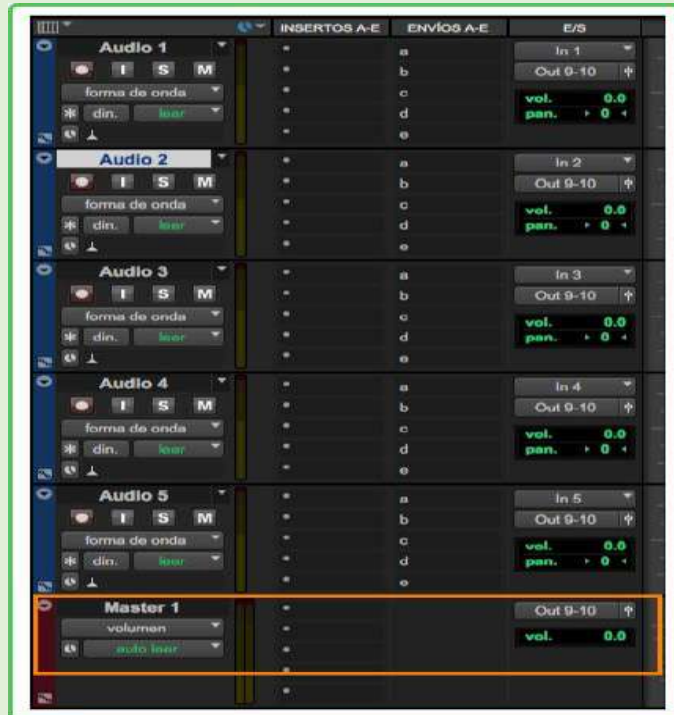 INSERTOS A-E ENVÍOS A-E E/S
Audio 1 a In 1
I S M b Out 9-10
forma de onda c vol. 0.0
din. leer d pan. 0
e
Audio 2 a In 2
I S M b Out 9-10
forma de onda c vol. 0.0
din. leer d pan. 0
e
Audio 3 a In 3
I S M b Out 9-10
forma de onda c vol. 0.0
din. leer d pan. 0
e
Audio 4 a In 4
I S M b Out 9-10
forma de onda c vol. 0.0
din. leer d pan. 0
e
Audio 5 a In 5
I S M b Out 9-10
forma de onda c vol. 0.0
din. leer d pan. 0
e
Master 1 Out 9-10
volumen vol. 0.0
auto leer